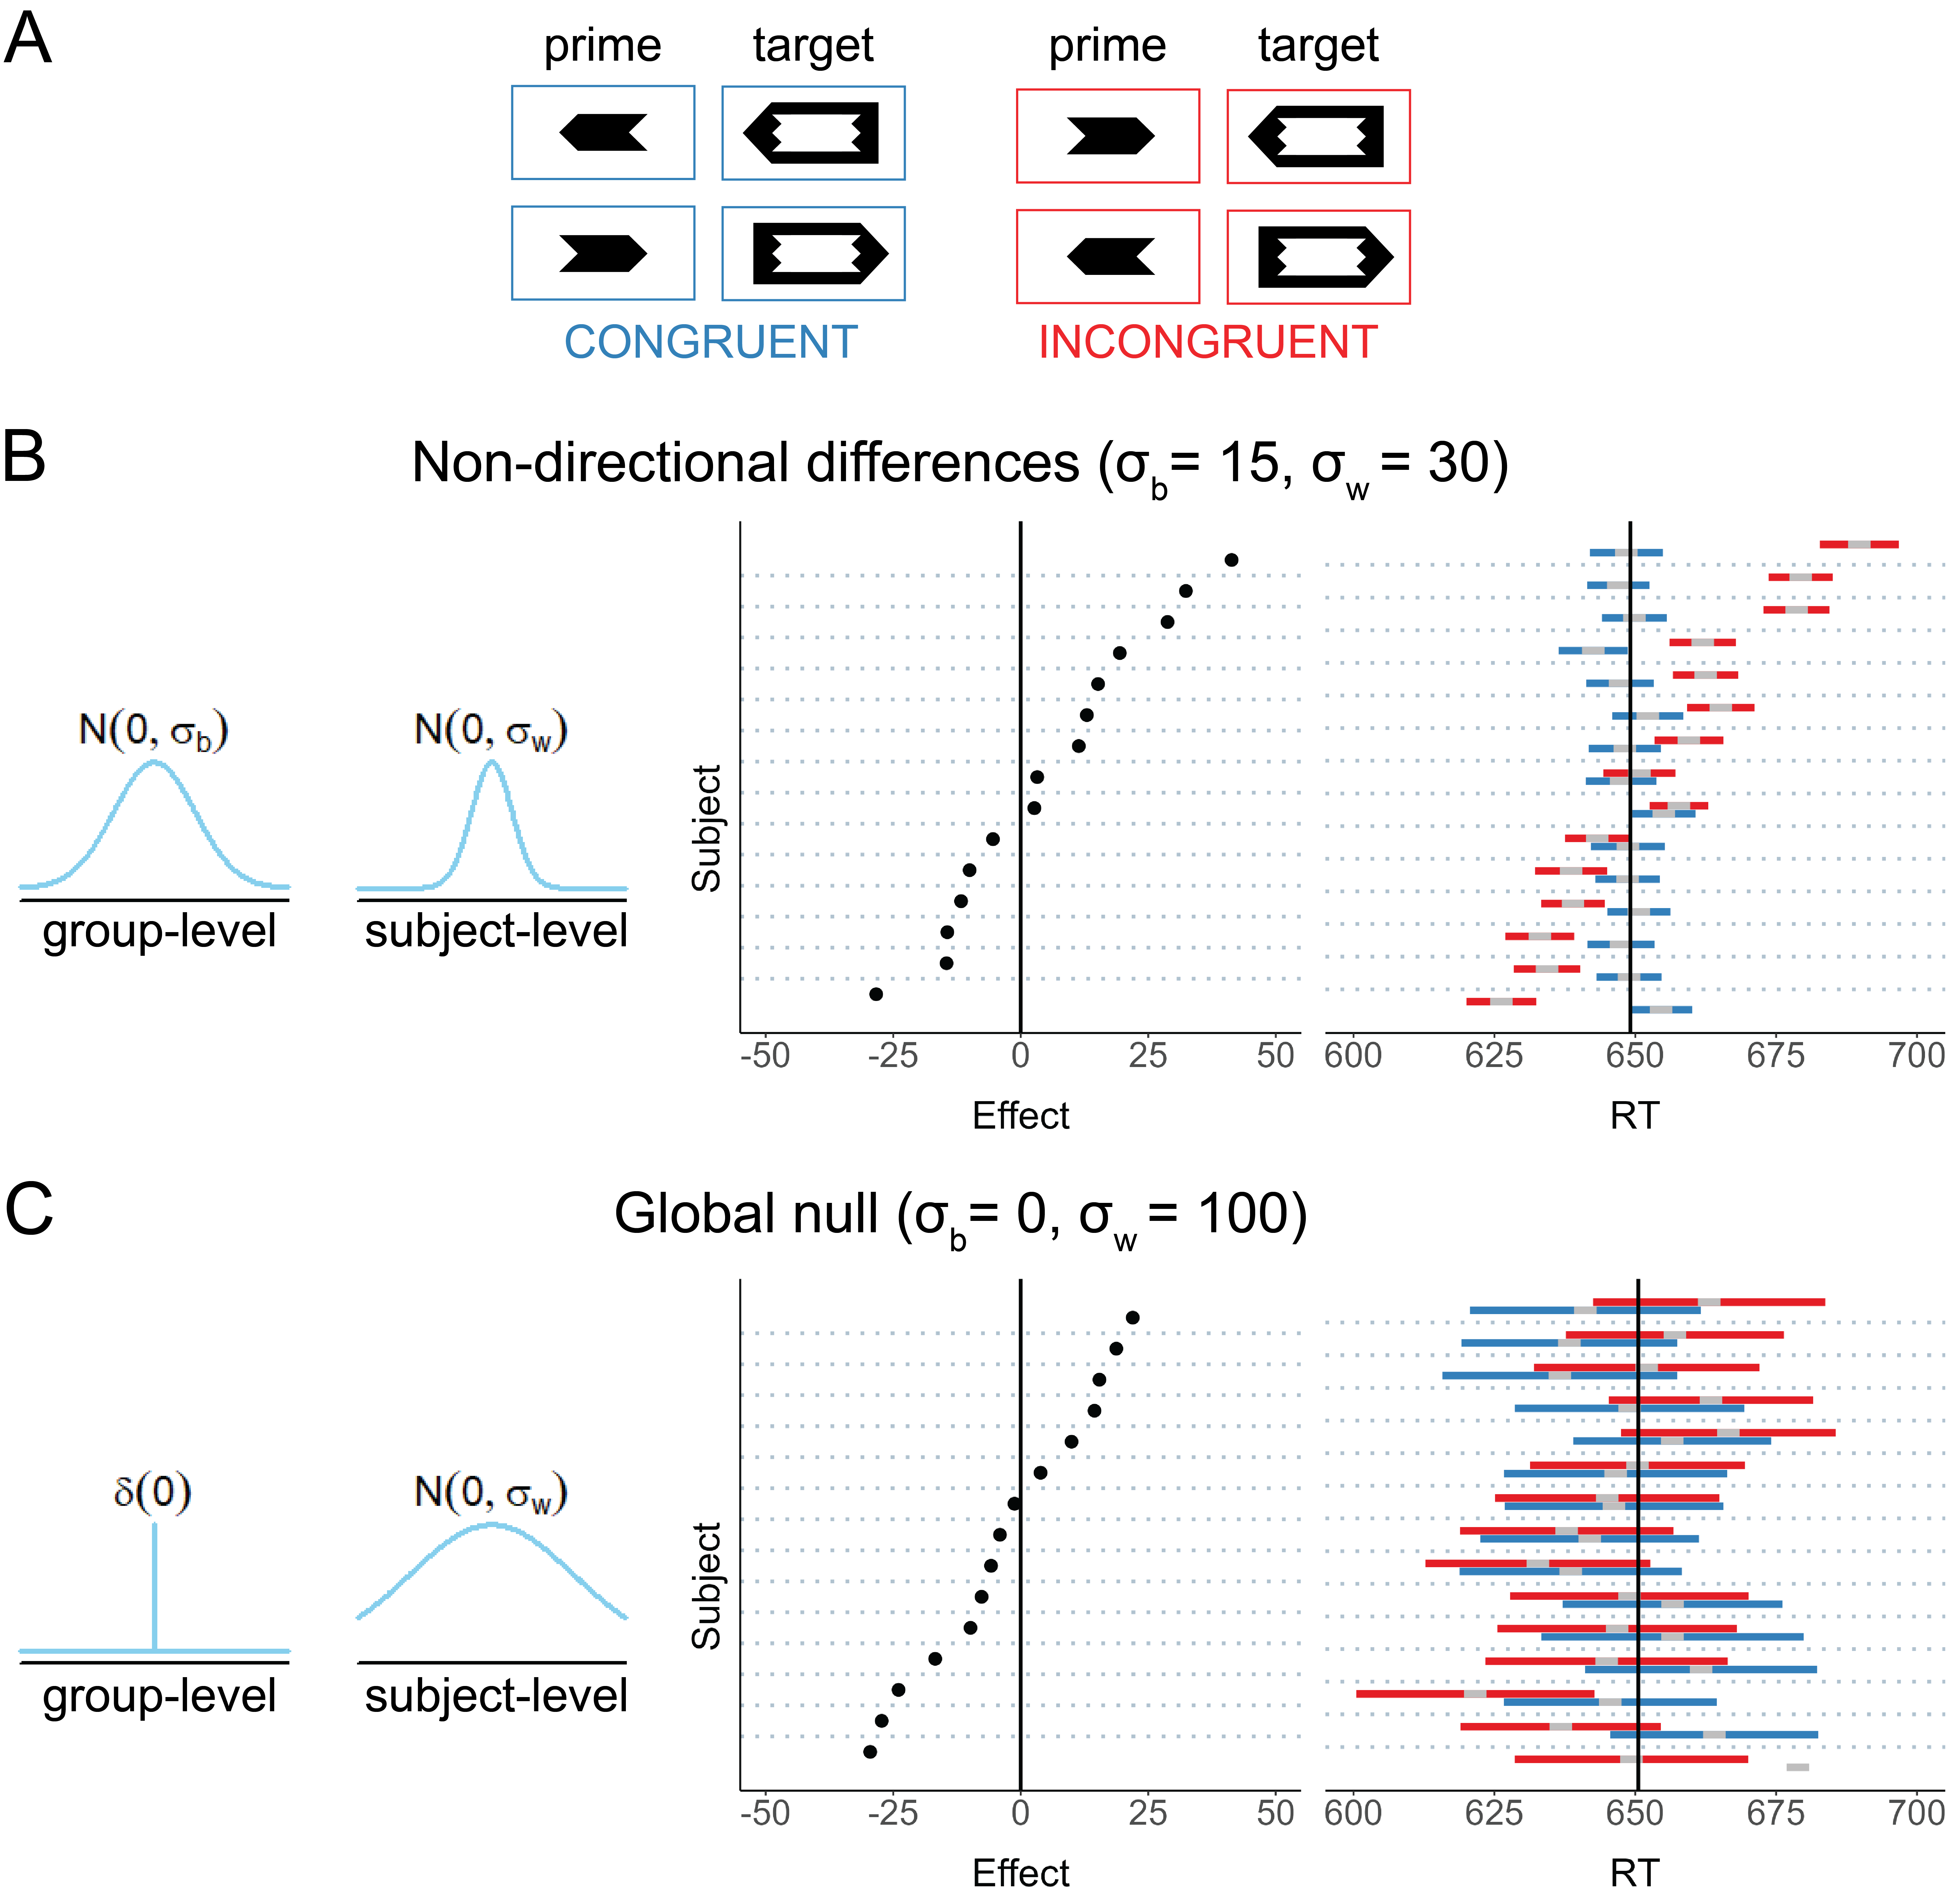 A
prime target prime target
CONGRUENT INCONGRUENT
B
Non-directional differences (σb= 15, σw = 30)
N(0, σb) N(0, σw)
group-level subject-level
Subject
-50 -25 0 25 50
Effect
600 625 650 675 700
RT
C
Global null (σb= 0, σw = 100)
δ(0) N(0, σw)
group-level subject-level
Subject
-50 -25 0 25 50
Effect
600 625 650 675 700
RT